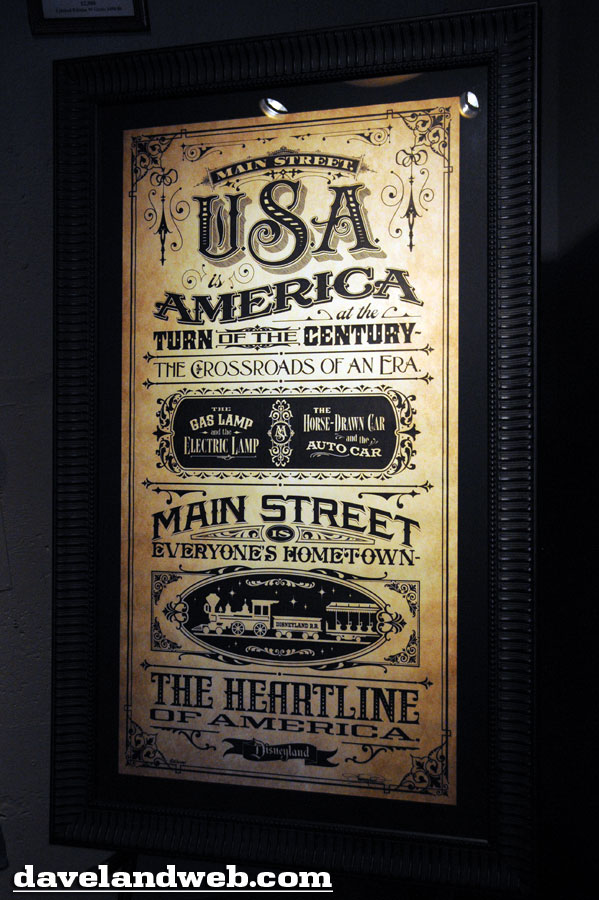 MAIN STREET,
USA
is
AMERICA
at the
TURN OF THE CENTURY-
THE CROSSROADS OF AN ERA.
THE
GAS LAMP
and the
ELECTRIC LAMP
THE
HORSE-DRAWN CAR
and the
AUTO CAR
MAIN STREET
IS
EVERYONE'S HOMETOWN-
DISNEYLAND R.R.
THE HEARTLINE
OF AMERICA.
Disneyland
davelandweb.com